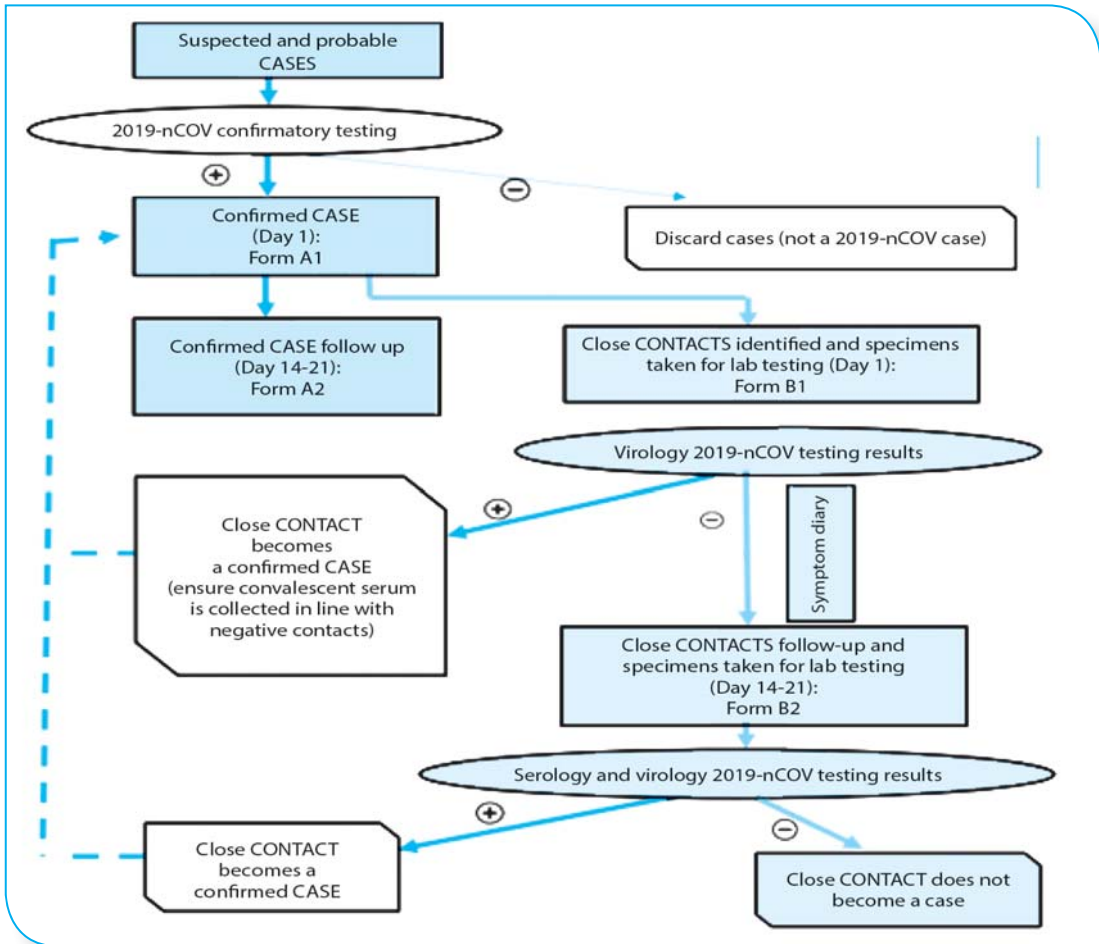 Suspected and probable
CASES
2019-nCOV confirmatory testing
+
−
Confirmed CASE
(Day 1):
Form A1
Discard cases (not a 2019-nCOV case)
Confirmed CASE follow up
(Day 14-21):
Form A2
Close CONTACTS identified and specimens
taken for lab testing (Day 1):
Form B1
Virology 2019-nCOV testing results
+
−
Symptom diary
Close CONTACT
becomes
a confirmed CASE
(ensure convalescent serum
is collected in line with
negative contacts)
Close CONTACTS follow-up and
specimens taken for lab testing
(Day 14-21):
Form B2
Serology and virology 2019-nCOV testing results
+
−
Close CONTACT
becomes a
confirmed CASE
Close CONTACT does not
become a case